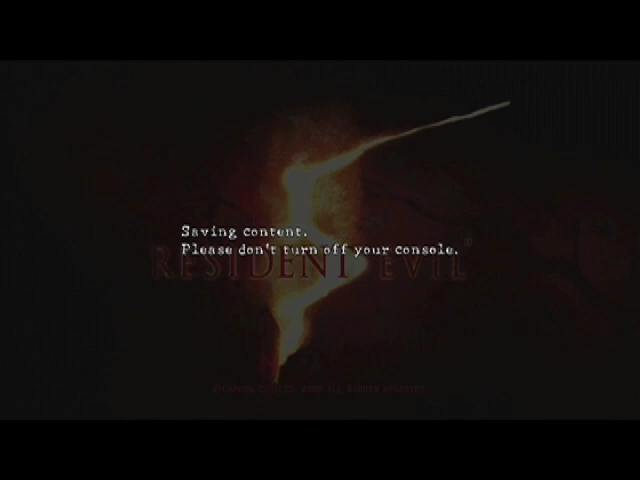 Saving content.
Please don't turn off your console.
RESIDENT EVIL